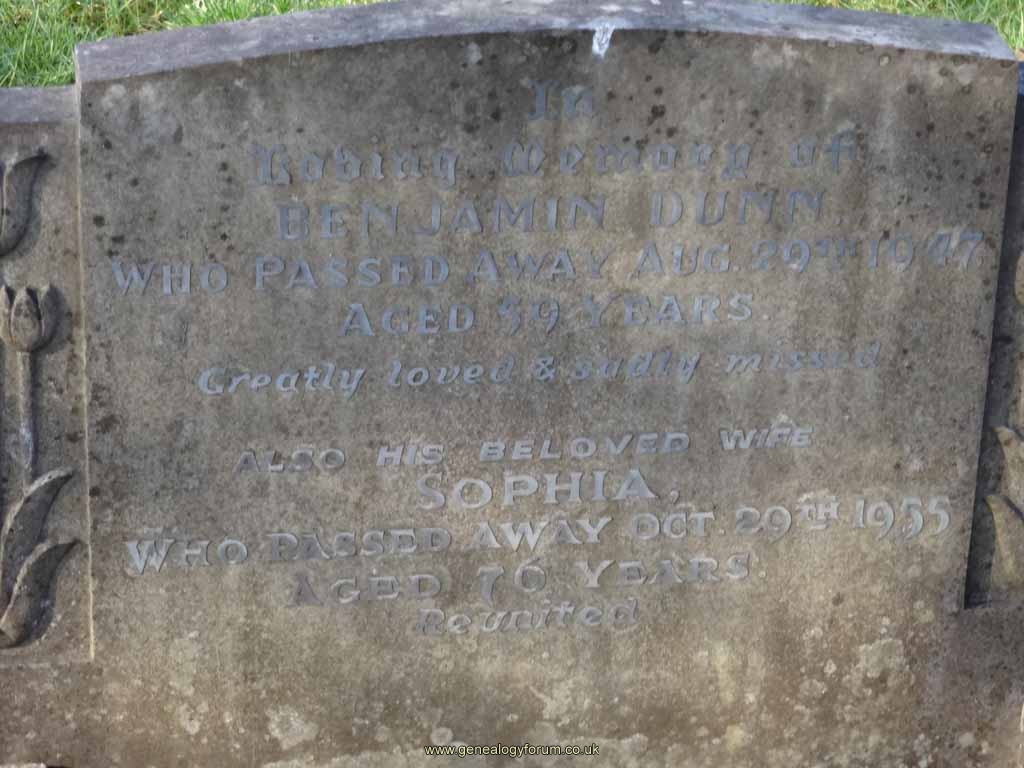 In
Loving Memory of
BENJAMIN DUNN,
WHO PASSED AWAY AUG. 29TH 1947
AGED 59 YEARS.
Greatly loved & sadly missed
ALSO HIS BELOVED WIFE
SOPHIA,
WHO PASSED AWAY OCT. 29TH 1955
AGED 76 YEARS.
Reunited
www.genealogyforum.co.uk